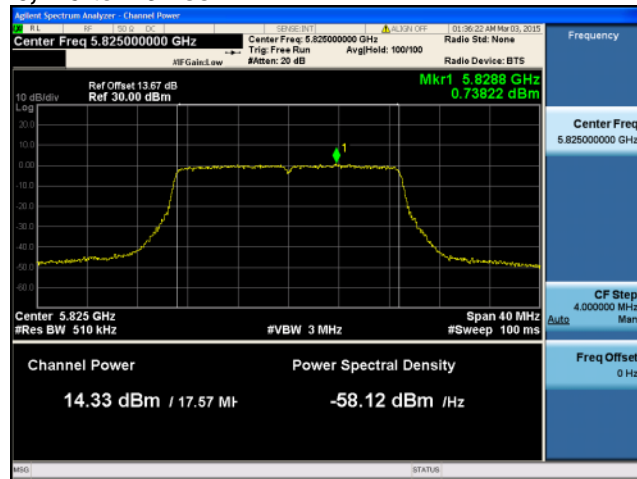 Agilent Spectrum Analyzer - Channel Power
RL RF 50 Ω DC SENSE:INT ALIGN OFF 01:36:22 AM Mar 03, 2015
Center Freq 5.825000000 GHz Center Freq: 5.825000000 GHz Radio Std: None Frequency
Trig: Free Run Avg|Hold: 100/100
#IFGain:Low #Atten: 20 dB Radio Device: BTS
Ref Offset 13.67 dB Mkr1 5.8288 GHz
10 dB/div Ref 30.00 dBm 0.73822 dBm
Log
20.0
10.0
0.00
-10.0
-20.0
-30.0
-40.0
-50.0
-60.0
1
Center Freq
5.825000000 GHz
Center 5.825 GHz Span 40 MHz
#Res BW 510 kHz #VBW 3 MHz #Sweep 100 ms
CF Step
4.000000 MHz
Auto Man
Channel Power Power Spectral Density
14.33 dBm / 17.57 MH -58.12 dBm /Hz
Freq Offset
0 Hz
MSG STATUS